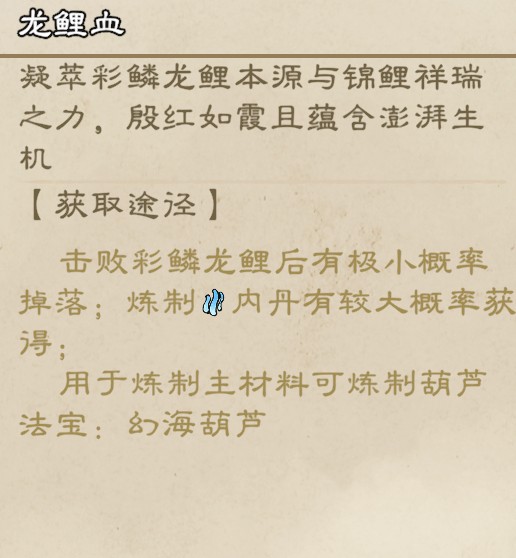 龙鲤血
凝萃彩鳞龙鲤本源与锦鲤祥瑞
之力，殷红如霞且蕴含澎湃生
机
【获取途径】
击败彩鳞龙鲤后有极小概率
掉落；炼制内丹有较大概率获
得；
用于炼制主材料可炼制葫芦
法宝：幻海葫芦